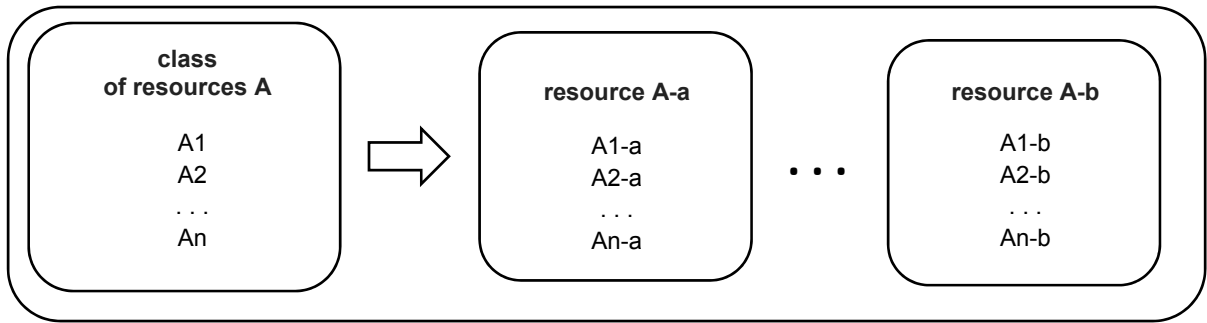 class
of resources A
A1
A2
. . .
An
resource A-a
A1-a
A2-a
. . .
An-a
. . .
resource A-b
A1-b
A2-b
. . .
An-b